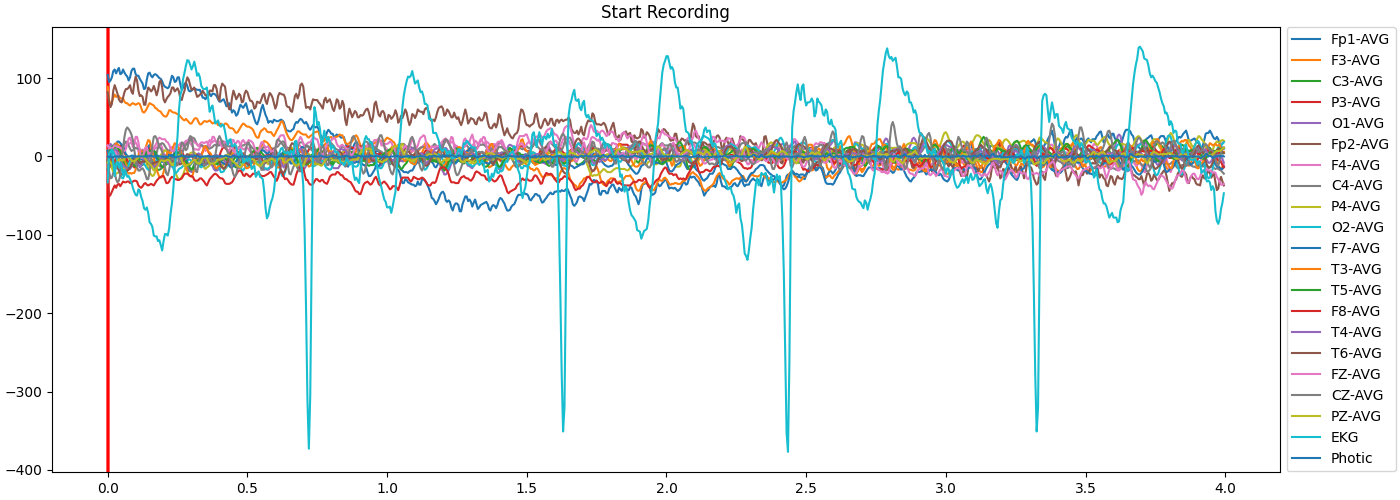 Start Recording
100
0
−100
−200
−300
−400
0.0 0.5 1.0 1.5 2.0 2.5 3.0 3.5 4.0
Fp1-AVG
F3-AVG
C3-AVG
P3-AVG
O1-AVG
Fp2-AVG
F4-AVG
C4-AVG
P4-AVG
O2-AVG
F7-AVG
T3-AVG
T5-AVG
F8-AVG
T4-AVG
T6-AVG
FZ-AVG
CZ-AVG
PZ-AVG
EKG
Photic